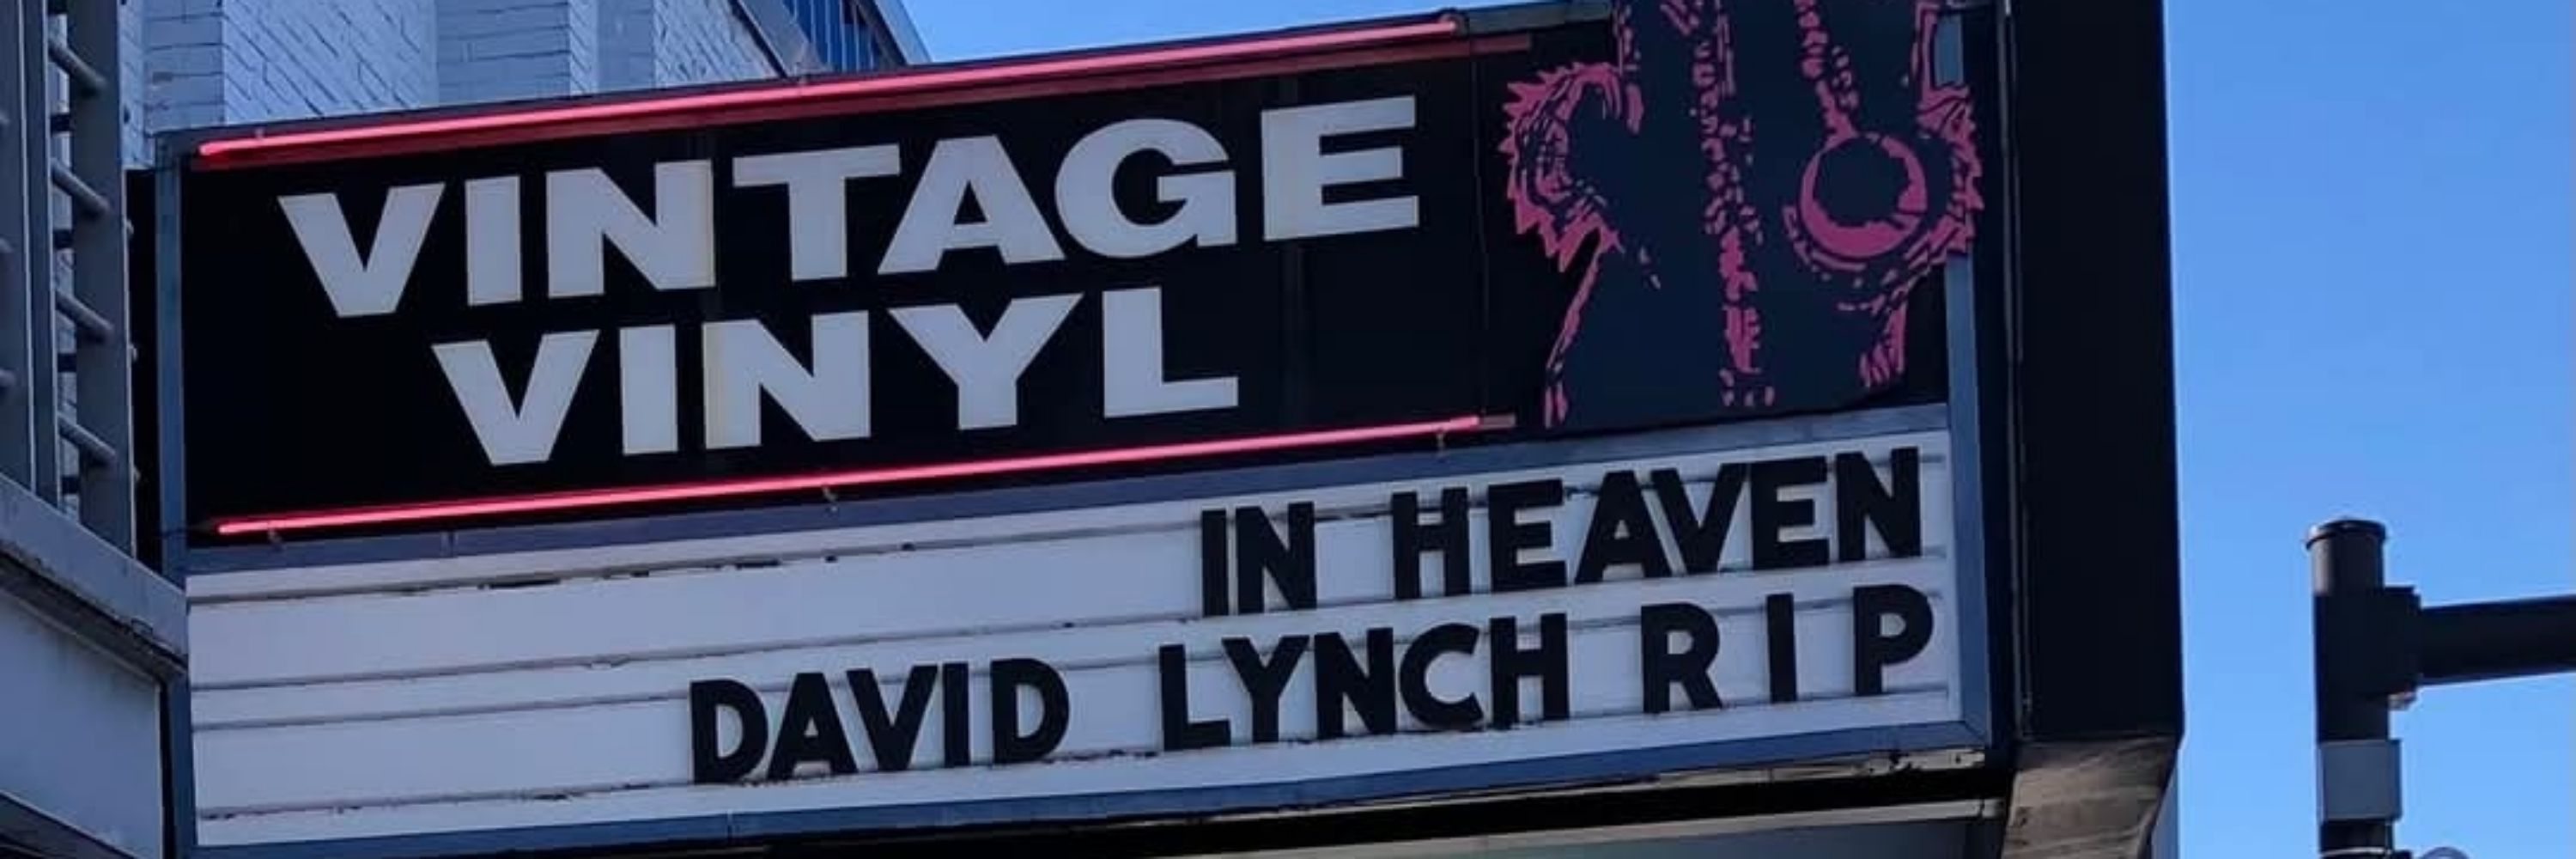 VINTAGE
VINYL
IN HEAVEN
DAVID LYNCH R I P